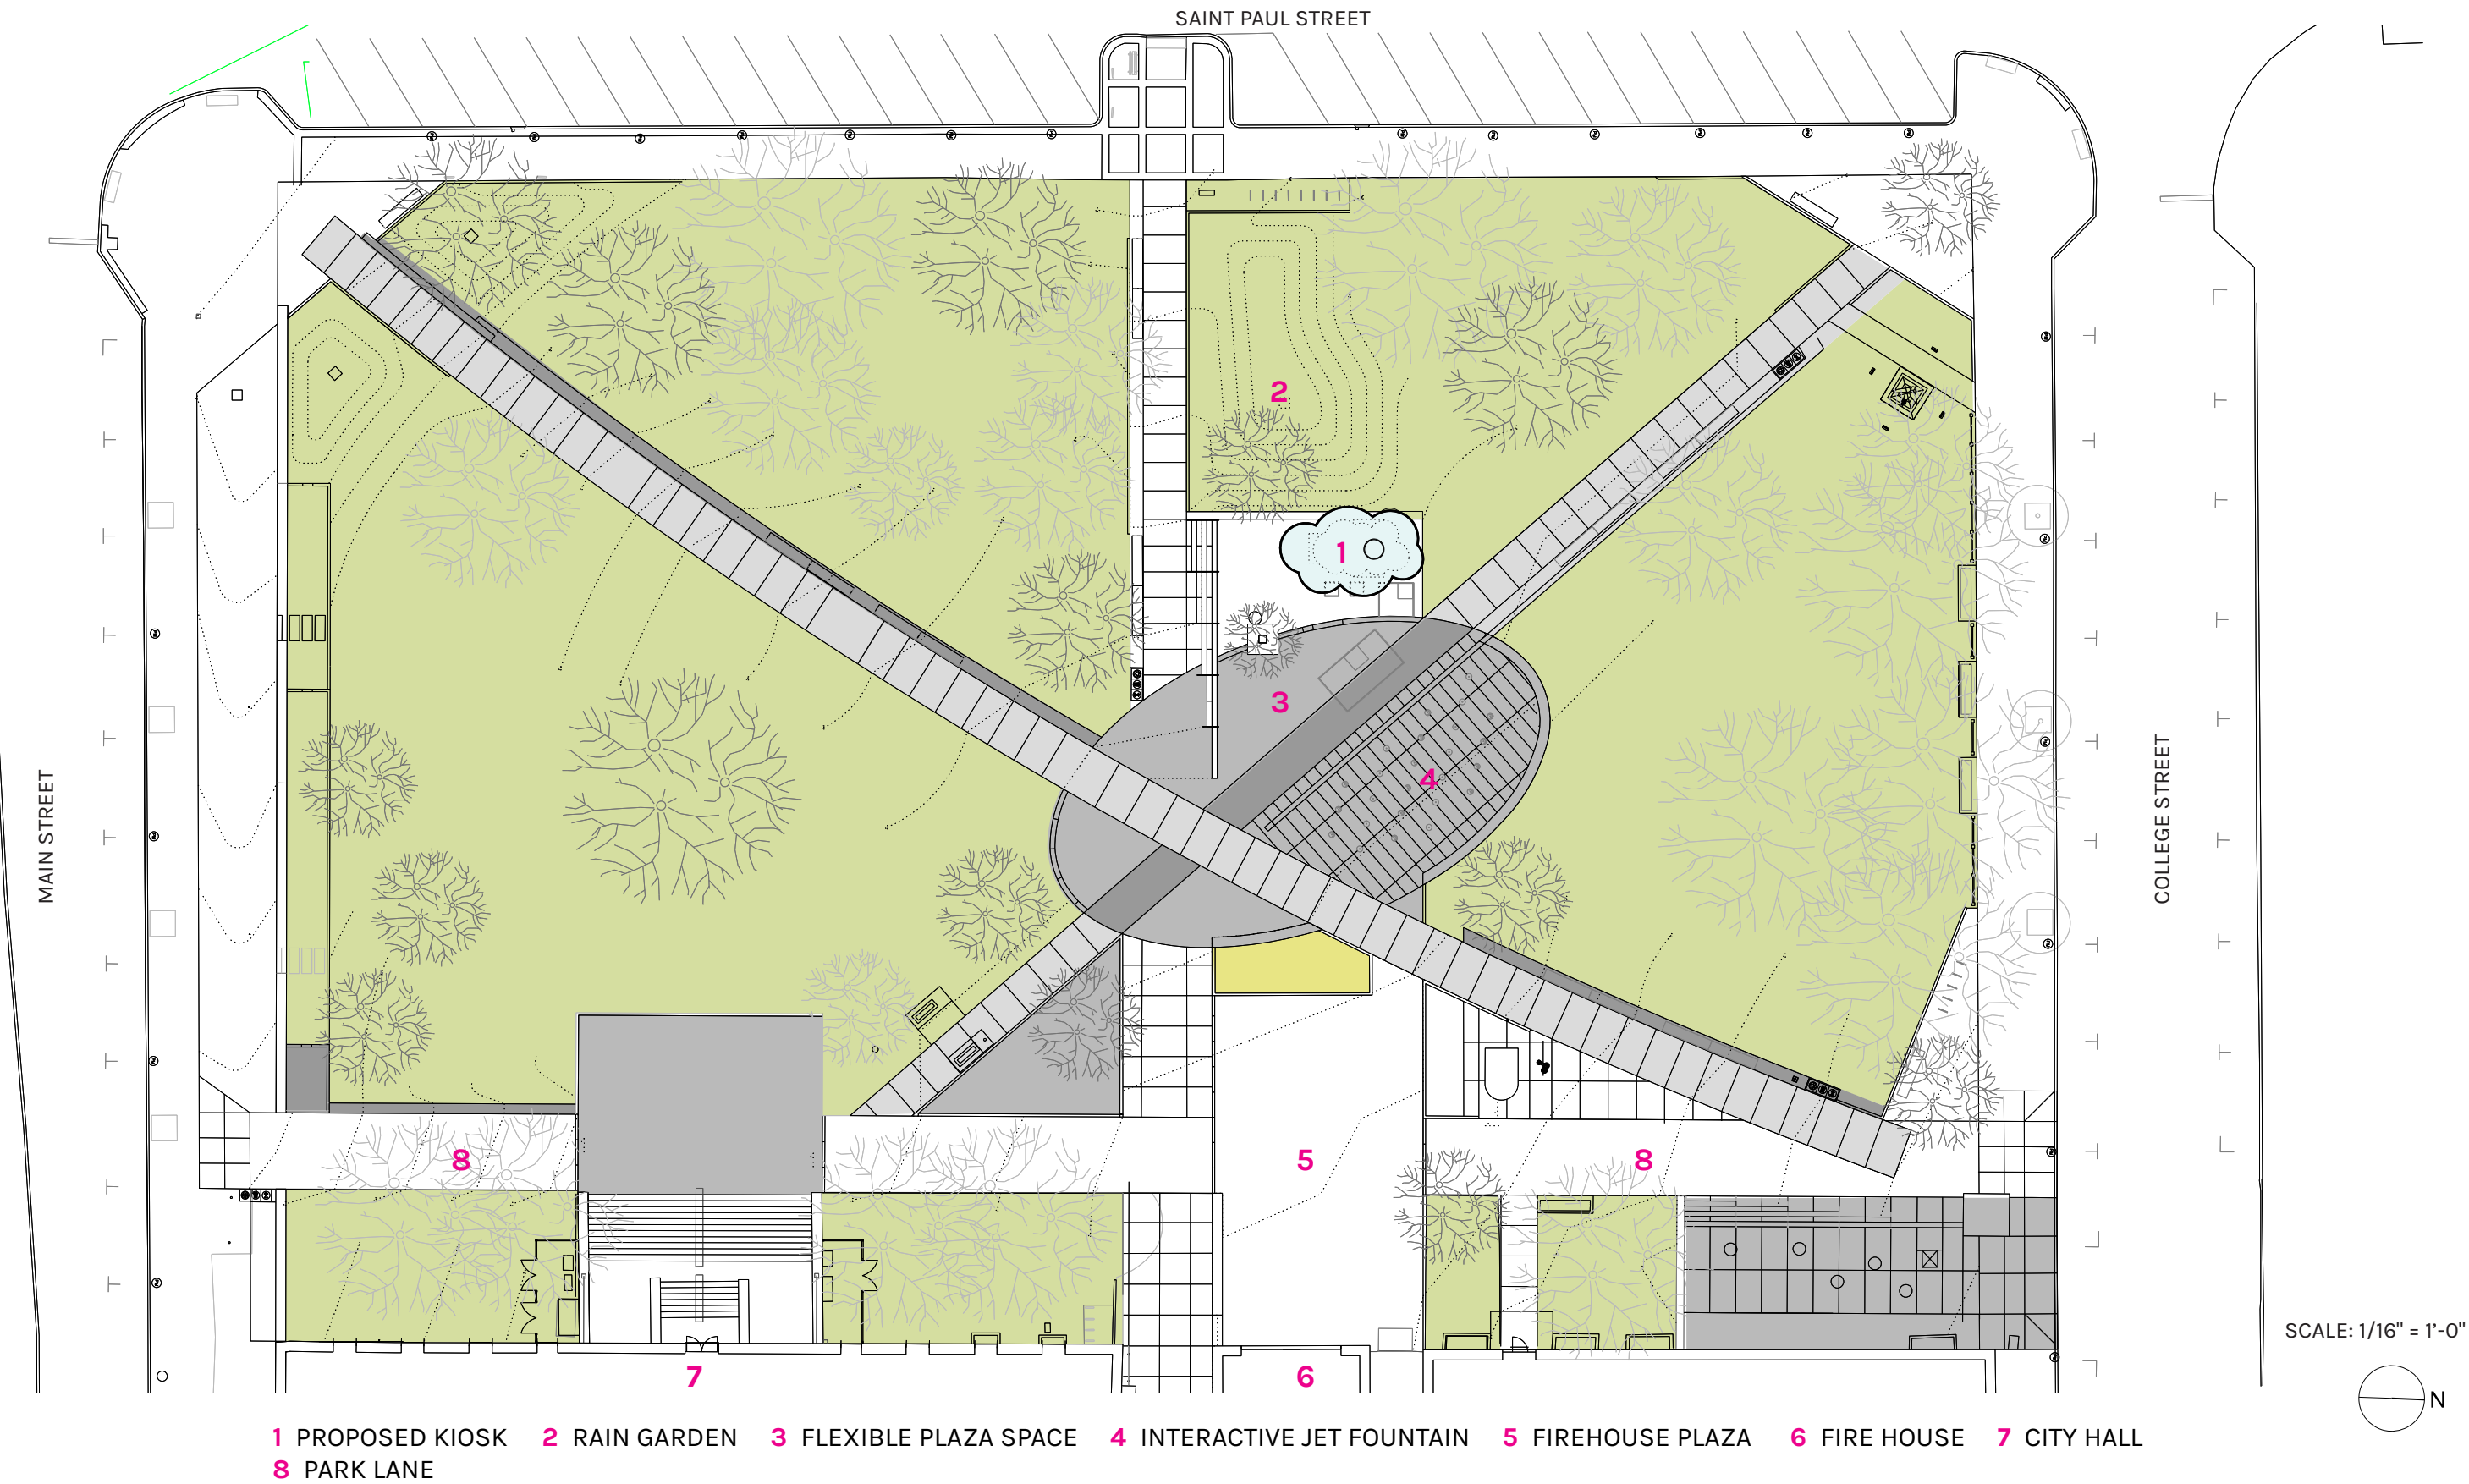 SAINT PAUL STREET
MAIN STREET
COLLEGE STREET
2
1
3
4
8
5
8
7
6
SCALE: 1/16" = 1'-0"
N
1 PROPOSED KIOSK 2 RAIN GARDEN 3 FLEXIBLE PLAZA SPACE 4 INTERACTIVE JET FOUNTAIN 5 FIREHOUSE PLAZA 6 FIRE HOUSE 7 CITY HALL
8 PARK LANE